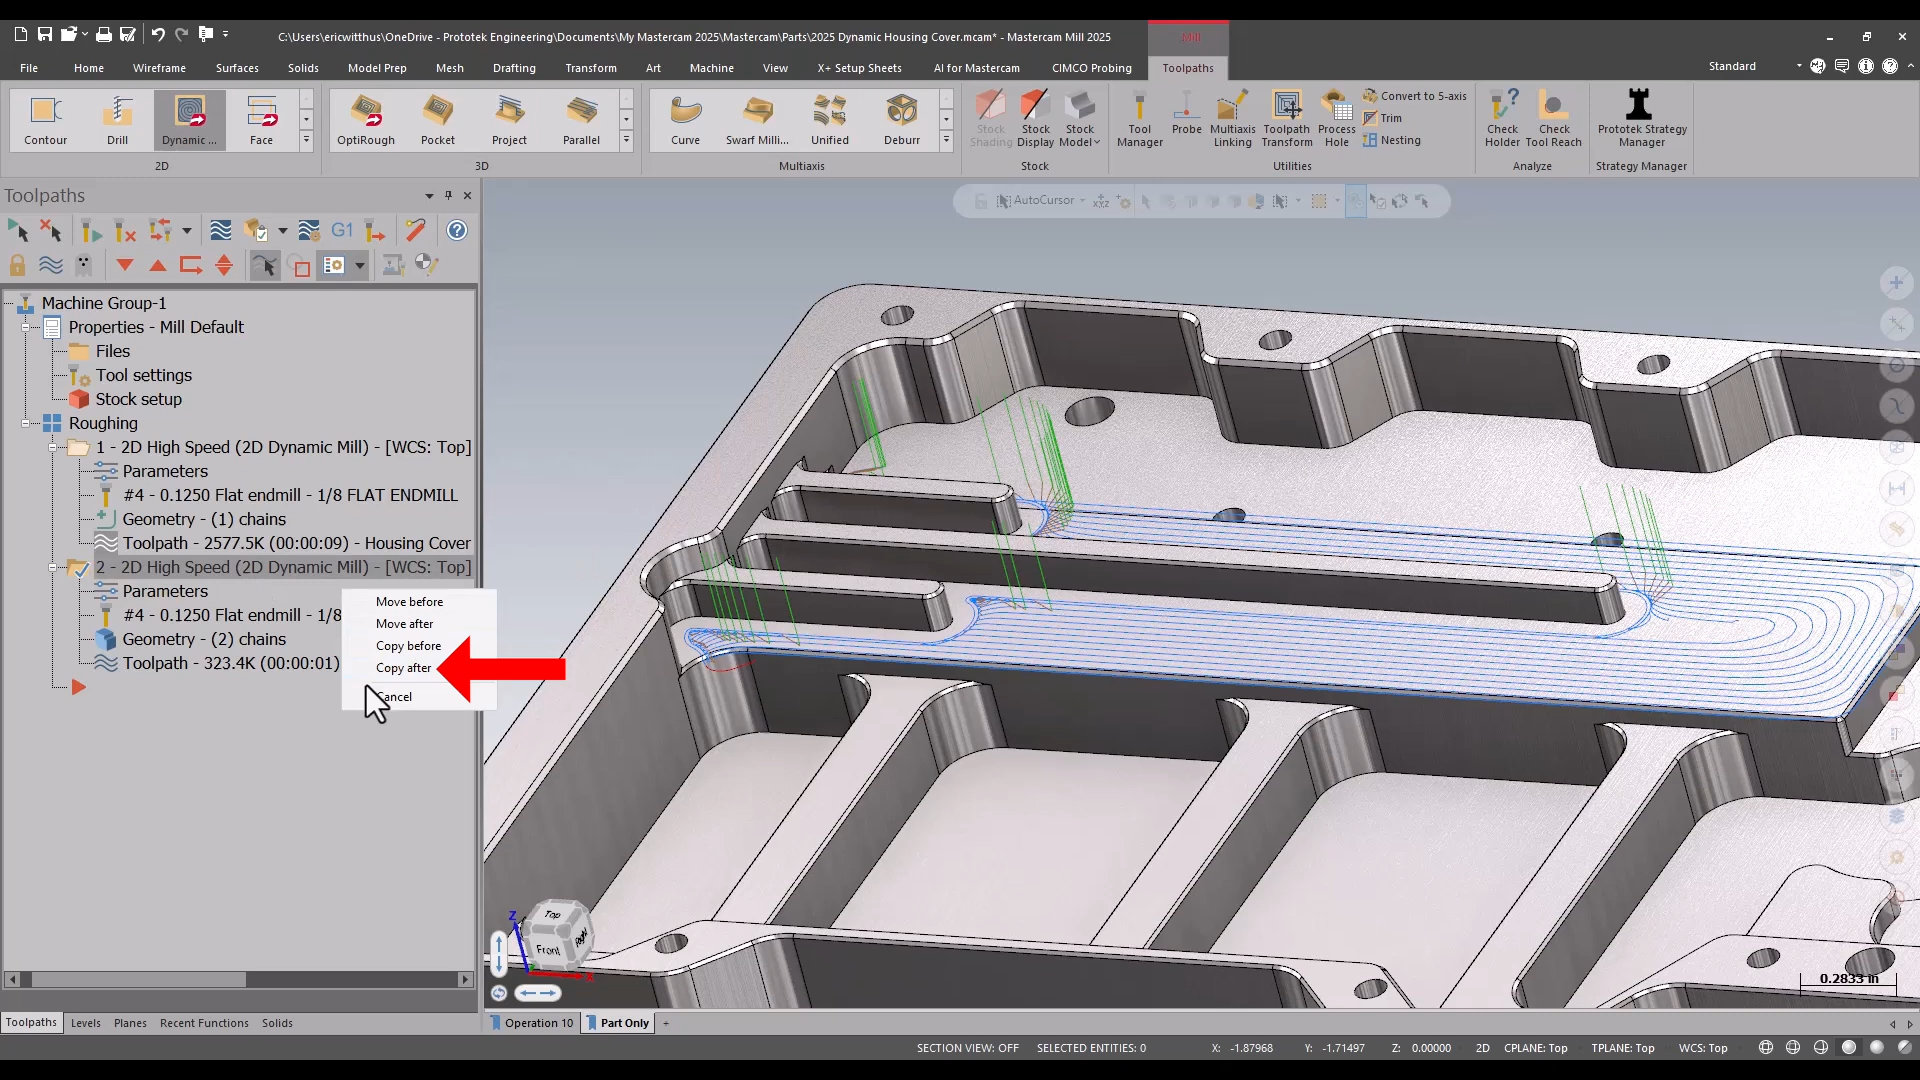 C:\Users\ericwitthus\OneDrive - Prototek Engineering\Documents\My Mastercam 2025\Mastercam\Parts\2025 Dynamic Housing Cover.mcam* - Mastercam Mill 2025
Mill
File Home Wireframe Surfaces Solids Model Prep Mesh Drafting Transform Art Machine View X+ Setup Sheets AI for Mastercam CIMCO Probing Toolpaths
Standard
Contour Drill Dynamic ... Face
2D
OptiRough Pocket Project Parallel
3D
Curve Swarf Milli... Unified Deburr
Multiaxis
Stock Shading
Stock Display
Stock Model
Stock
Tool Manager
Probe
Multiaxis Linking
Toolpath Transform
Process Hole
Convert to 5-axis
Trim
Nesting
Utilities
Check Holder
Check Tool Reach
Analyze
Prototek Strategy Manager
Strategy Manager
Toolpaths
G1
AutoCursor
Machine Group-1
Properties - Mill Default
Files
Tool settings
Stock setup
Roughing
1 - 2D High Speed (2D Dynamic Mill) - [WCS: Top]
Parameters
#4 - 0.1250 Flat endmill - 1/8 FLAT ENDMILL
Geometry - (1) chains
Toolpath - 2577.5K (00:00:09) - Housing Cover
2 - 2D High Speed (2D Dynamic Mill) - [WCS: Top]
Parameters
#4 - 0.1250 Flat endmill - 1/8
Geometry - (2) chains
Toolpath - 323.4K (00:00:01)
Move before
Move after
Copy before
Copy after
Cancel
Z
Top
Front
Right
X
0.2833 in
Toolpaths Levels Planes Recent Functions Solids
Operation 10 Part Only +
SECTION VIEW: OFF SELECTED ENTITIES: 0 X: -1.87968 Y: -1.71497 Z: 0.00000 2D CPLANE: Top TPLANE: Top WCS: Top